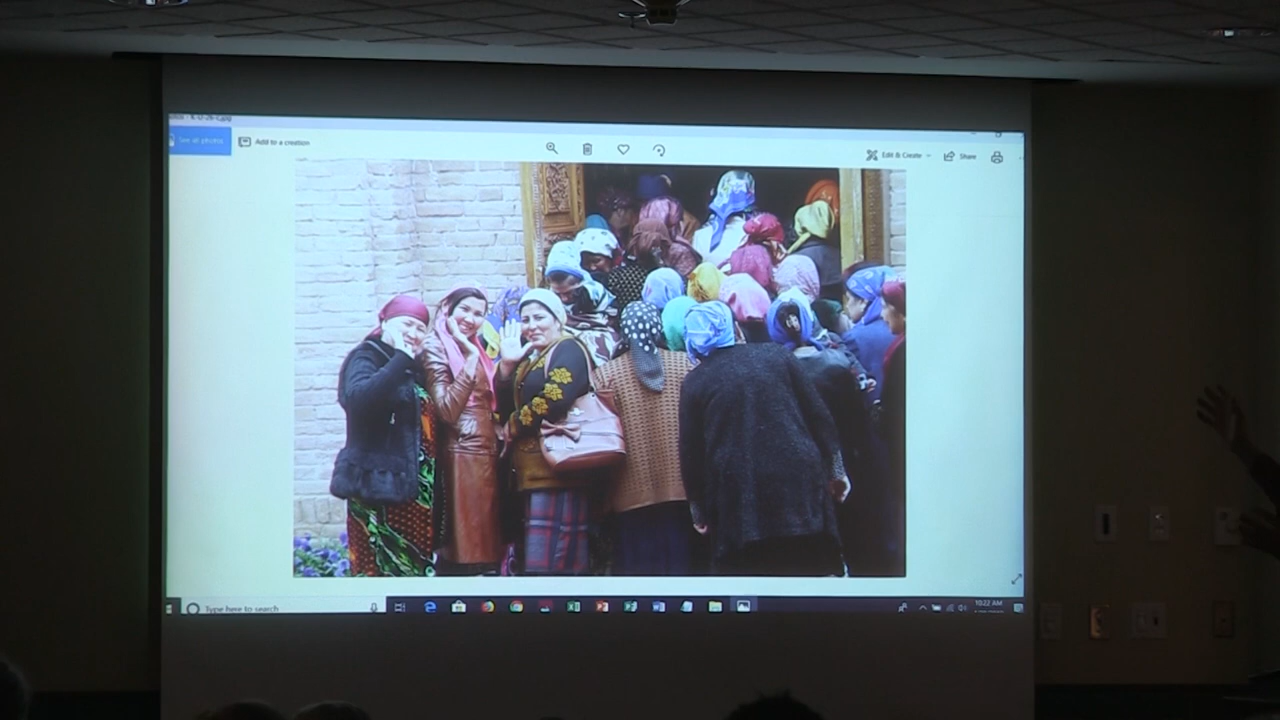 See all photos
Add to a creation
Edit & Create
Share
Type here to search
10:22 AM